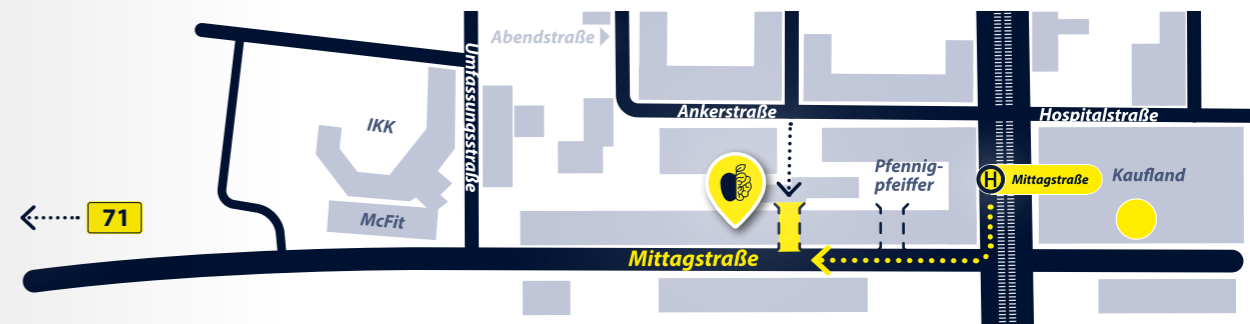 Abendstraße
Umfassungsstraße
IKK
McFit
71
Ankerstraße
Hospitalstraße
Pfennig-
pfeiffer
H
Mittagstraße
Kaufland
Mittagstraße